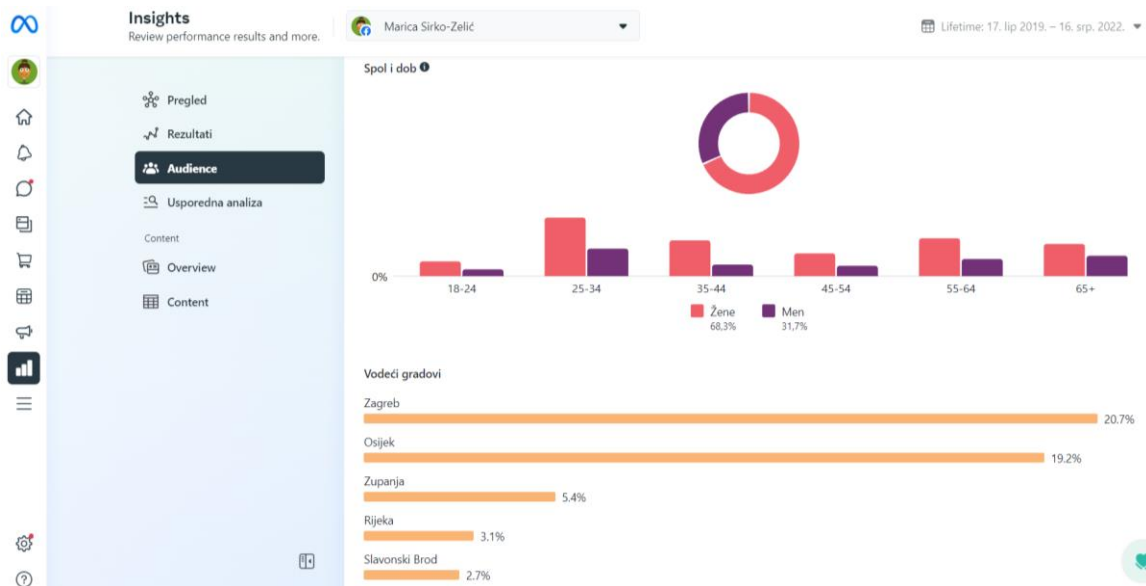 Insights
Review performance results and more.
Marica Sirko-Zelić
Lifetime: 17. lip 2019. – 16. srp. 2022.
Pregled
Rezultati
Audience
Usporedna analiza
Content
Overview
Content
Spol i dob
0%
18-24 25-34 35-44 45-54 55-64 65+
Žene Men
68,3% 31,7%
Vodeći gradovi
Zagreb
20.7%
Osijek
19.2%
Zupanja
5.4%
Rijeka
3.1%
Slavonski Brod
2.7%